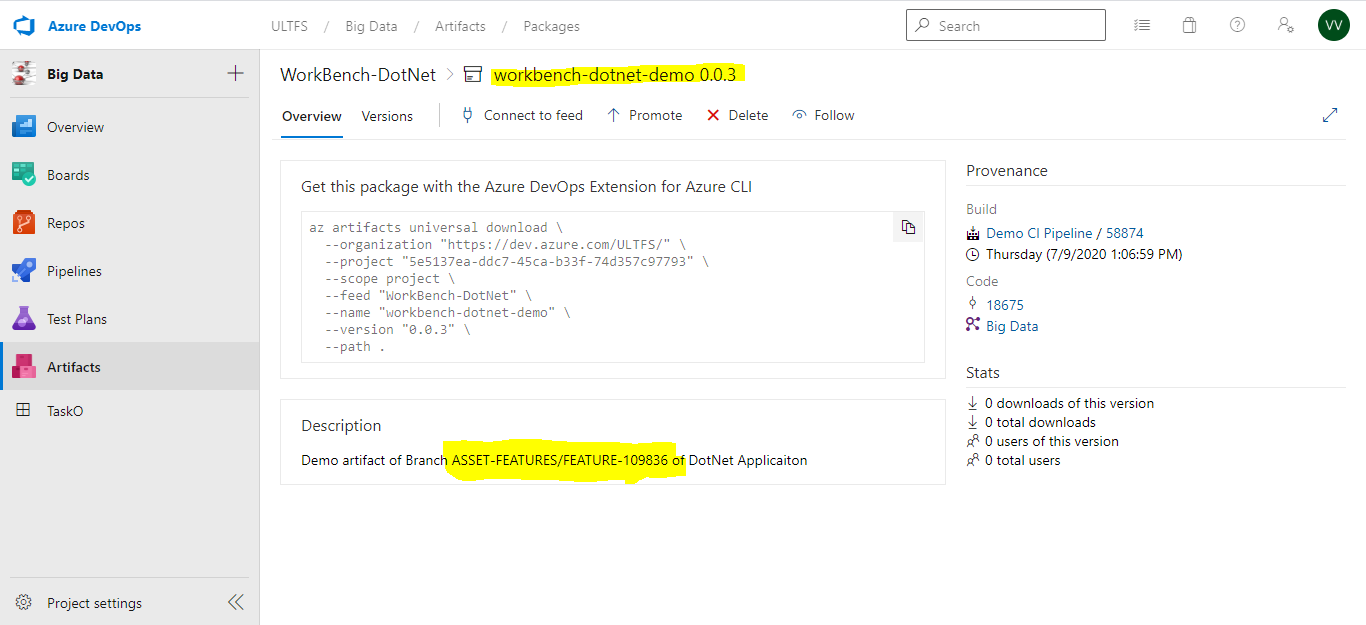 Azure DevOps
ULTFS / Big Data / Artifacts / Packages
Search
VV
Big Data
Overview
Boards
Repos
Pipelines
Test Plans
Artifacts
TaskO
Project settings
WorkBench-DotNet > workbench-dotnet-demo 0.0.3
Overview Versions Connect to feed Promote Delete Follow
Get this package with the Azure DevOps Extension for Azure CLI
az artifacts universal download \
--organization "https://dev.azure.com/ULTFS/" \
--project "5e5137ea-ddc7-45ca-b33f-74d357c97793" \
--scope project \
--feed "WorkBench-DotNet" \
--name "workbench-dotnet-demo" \
--version "0.0.3" \
--path .
Description
Demo artifact of Branch ASSET-FEATURES/FEATURE-109836 of DotNet Applicaiton
Provenance
Build
Demo CI Pipeline / 58874
Thursday (7/9/2020 1:06:59 PM)
Code
18675
Big Data
Stats
0 downloads of this version
0 total downloads
0 users of this version
0 total users